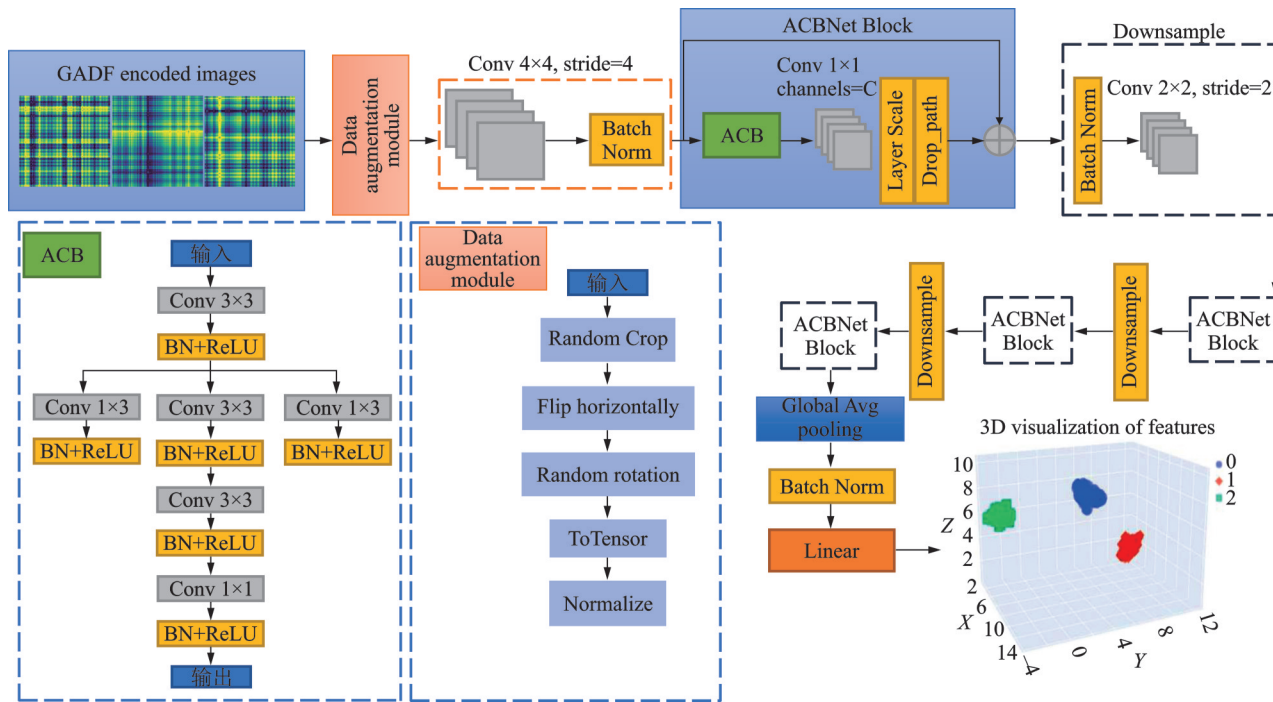 GADF encoded images
Data
augmentation
module
Conv 4×4, stride=4
Batch
Norm
ACBNet Block
ACB
Conv 1×1
channels=C
Layer Scale
Drop_path
Downsample
Batch Norm
Conv 2×2, stride=2
ACB
输入
Conv 3×3
BN+ReLU
Conv 1×3
Conv 3×3
Conv 1×3
BN+ReLU
BN+ReLU
BN+ReLU
Conv 3×3
BN+ReLU
Conv 1×1
BN+ReLU
输出
Data
augmentation
module
输入
Random Crop
Flip horizontally
Random rotation
ToTensor
Normalize
ACBNet
Block
Downsample
ACBNet
Block
Downsample
ACBNet
Block
Global Avg
pooling
Batch Norm
Linear
3D visualization of features
0
1
2
10
8
6
Z
4
2
2
6
X
10
14
4
0
4
Y
8
12